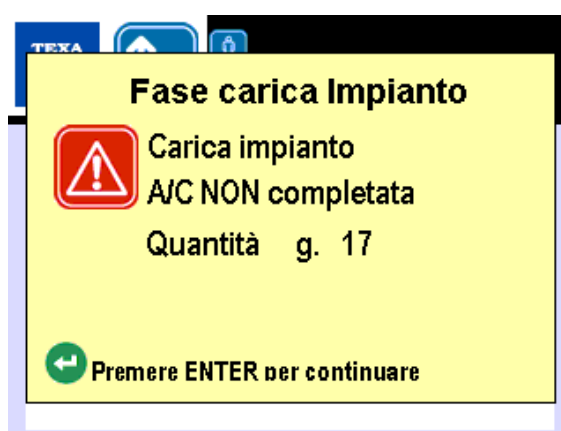 TEXA
Fase carica Impianto
Carica impianto
A/C NON completata
Quantità g. 17
Premere ENTER per continuare